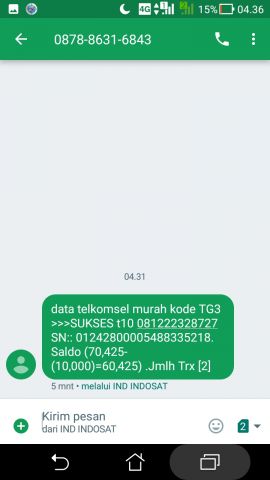 4G 1 2 15% 04.36
0878-8631-6843
04.31
data telkomsel murah kode TG3
>>>SUKSES t10 081222328727
SN:: 01242800005488335218.
Saldo (70,425-
(10,000)=60,425) .Jmlh Trx [2]
5 mnt • melalui IND INDOSAT
Kirim pesan
dari IND INDOSAT
2